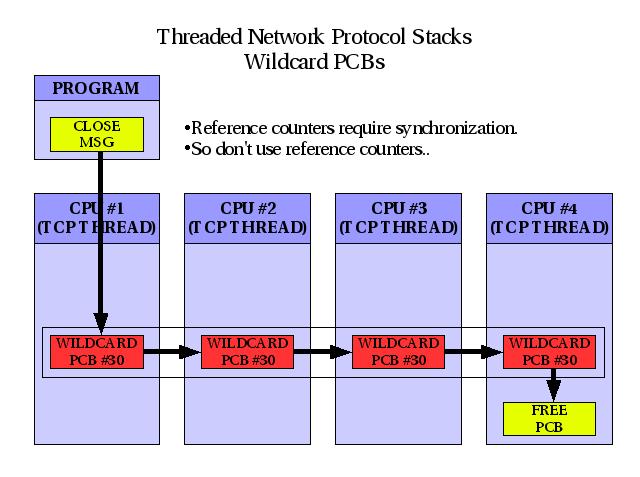 Threaded Network Protocol Stacks
Wildcard PCBs
PROGRAM
CLOSE
MSG
•Reference counters require synchronization.
•So don't use reference counters..
CPU #1
(TCP THREAD)
CPU #2
(TCP THREAD)
CPU #3
(TCP THREAD)
CPU #4
(TCP THREAD)
WILDCARD
PCB #30
WILDCARD
PCB #30
WILDCARD
PCB #30
WILDCARD
PCB #30
FREE
PCB